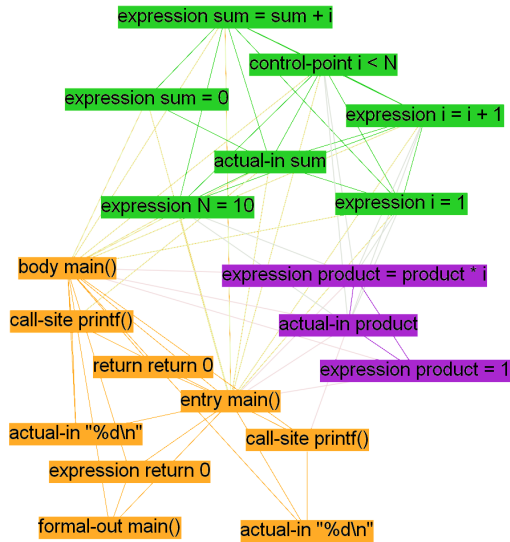 expression sum = sum + i
control-point i < N
expression sum = 0
expression i = i + 1
actual-in sum
expression N = 10
expression i = 1
body main()
expression product = product * i
call-site printf()
actual-in product
return return 0
expression product = 1
entry main()
actual-in "%d\n"
call-site printf()
expression return 0
formal-out main()
actual-in "%d\n"